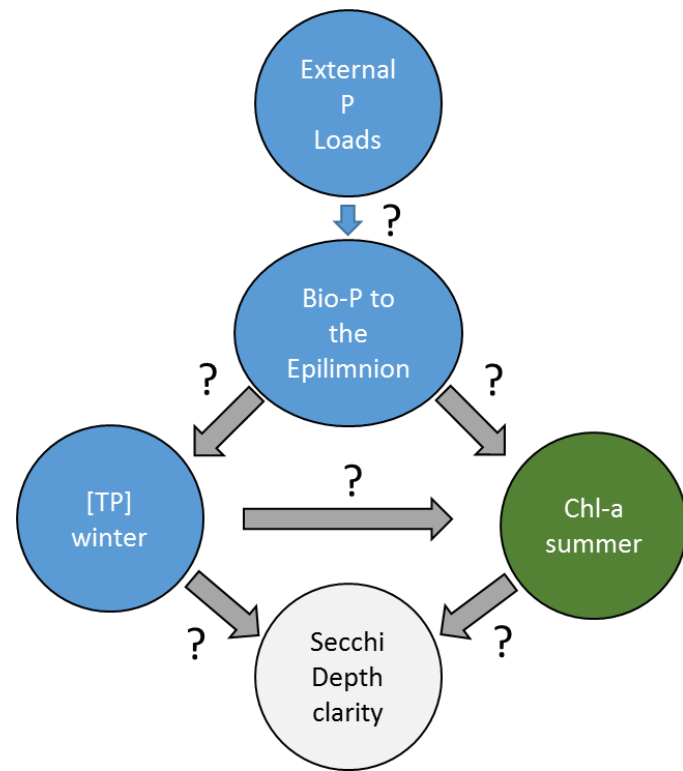 External
P
Loads
?
Bio-P to
the
Epilimnion
?
?
[TP]
winter
?
Chl-a
summer
?
Secchi
Depth
clarity
?